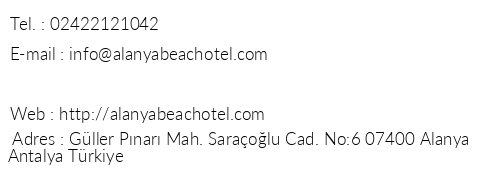 Tel. : 02422121042
E-mail : info@alanyabeachotel.com
Web : http://alanyabeachotel.com
Adres : Güller Pınarı Mah. Saraçoğlu Cad. No:6 07400 Alanya
Antalya Türkiye